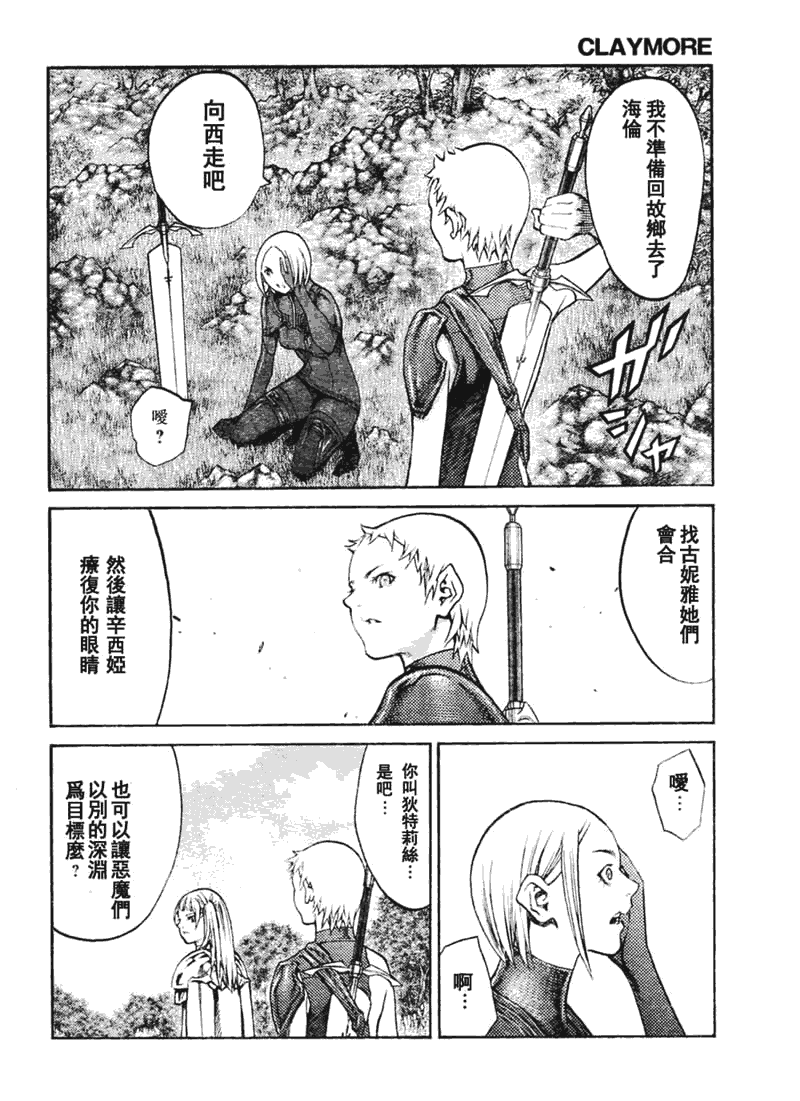 CLAYMORE
我不準備回故鄉去了
海倫
ガシャ
向西走吧
噯?
找古妮雅她們
會合
然後讓辛西婭
療復你的眼睛
噯…
啊…
你叫狄特莉絲…
是吧…
也可以讓惡魔們
以別的深淵
爲目標麼?